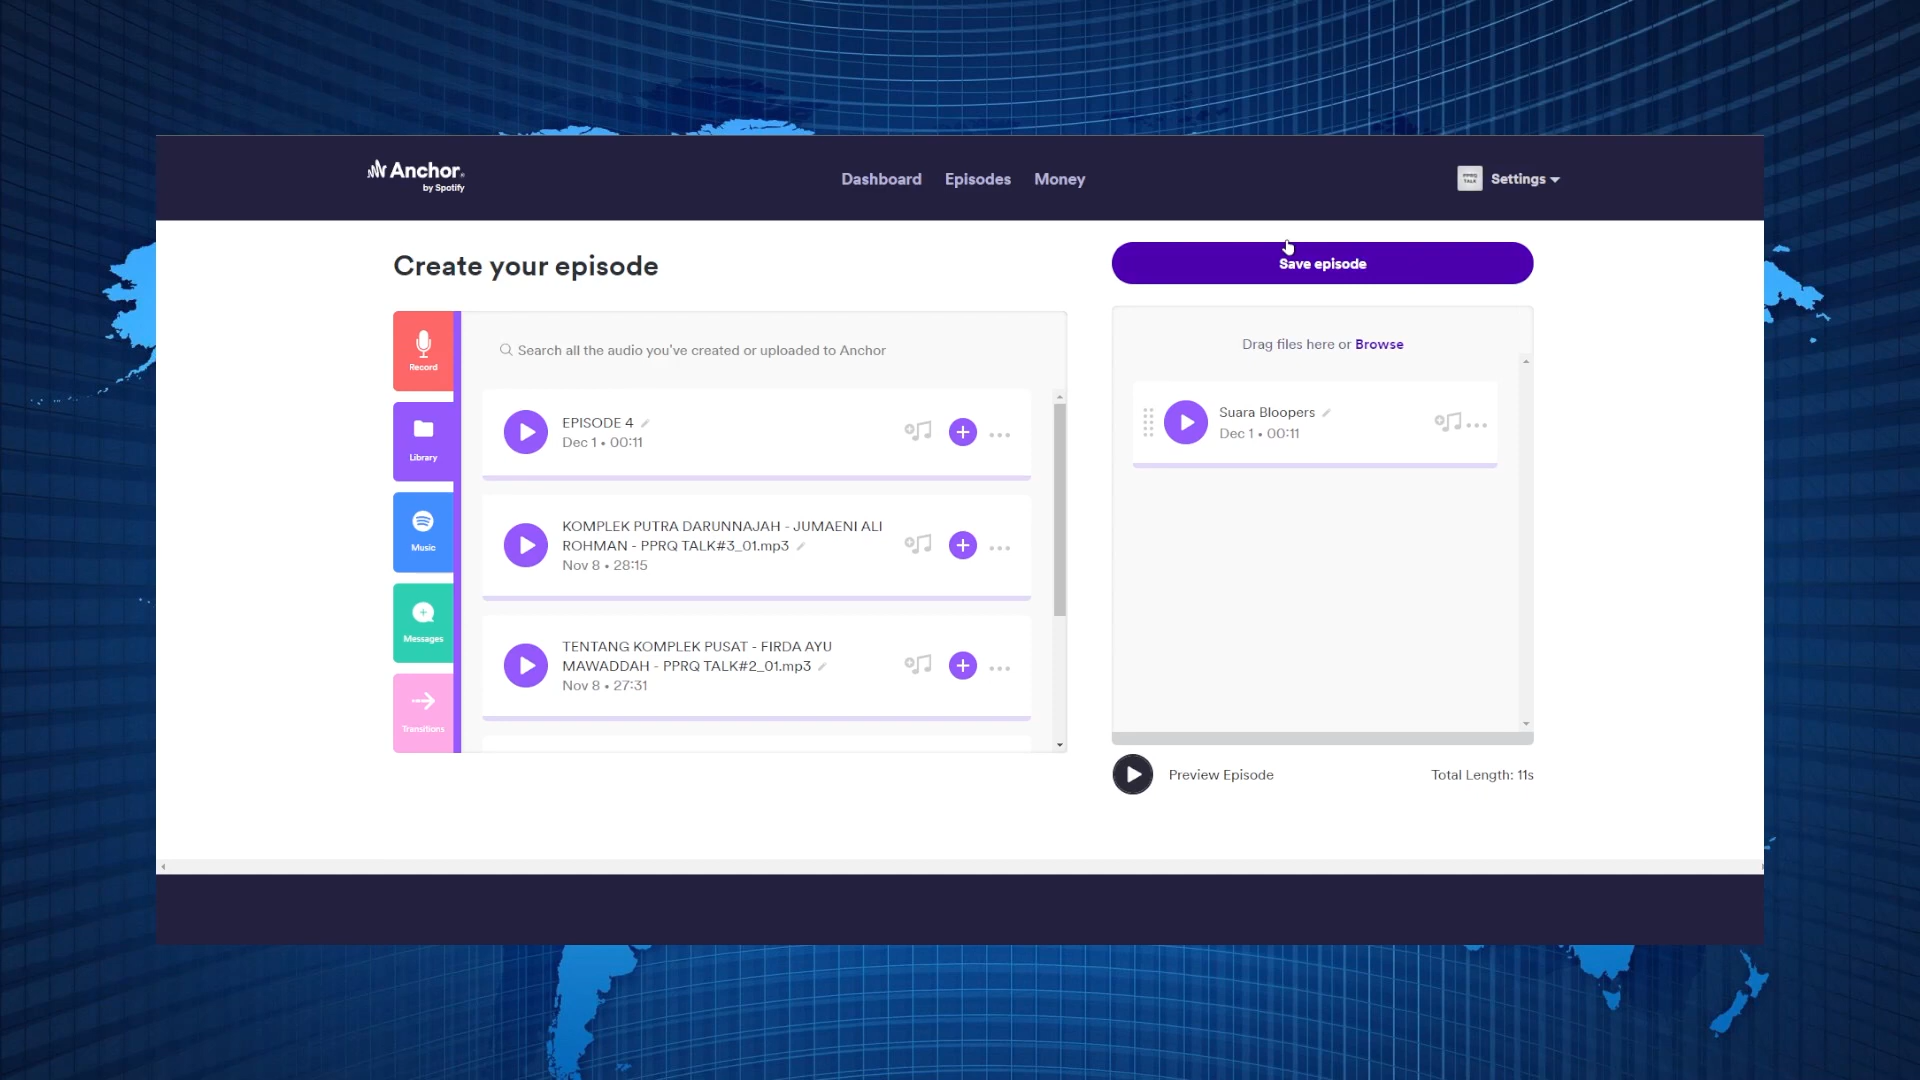 Anchor
by Spotify
Dashboard
Episodes
Money
PPRQ
TALK
Settings
Create your episode
Save episode
Record
Library
Music
Messages
Transitions
Search all the audio you've created or uploaded to Anchor
EPISODE 4
Dec 1 • 00:11
KOMPLEK PUTRA DARUNNAJAH - JUMAENI ALI
ROHMAN - PPRQ TALK#3_01.mp3
Nov 8 • 28:15
TENTANG KOMPLEK PUSAT - FIRDA AYU
MAWADDAH - PPRQ TALK#2_01.mp3
Nov 8 • 27:31
Drag files here or Browse
Suara Bloopers
Dec 1 • 00:11
Preview Episode
Total Length: 11s